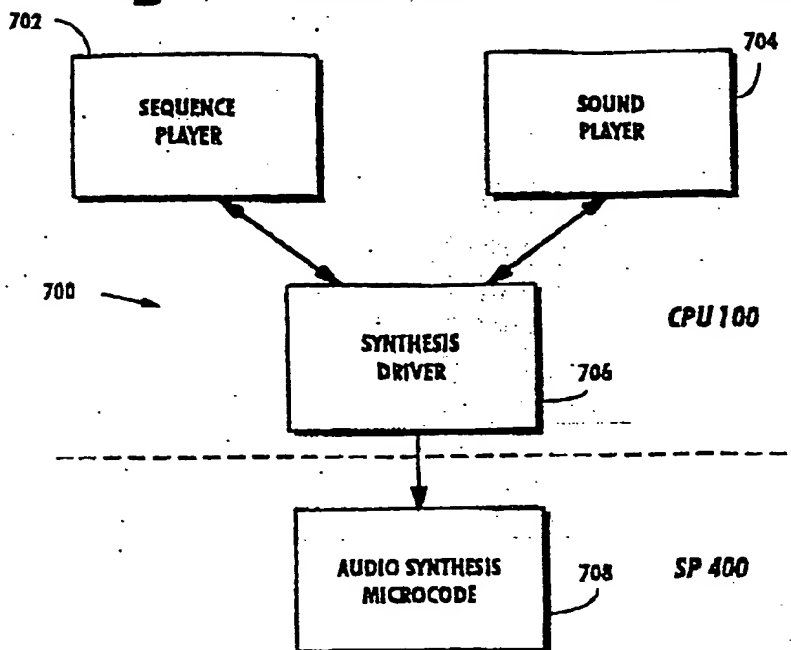 702
704
SEQUENCE
PLAYER
SOUND
PLAYER
700
CPU 100
SYNTHESIS
DRIVER
706
AUDIO SYNTHESIS
MICROCODE
708
SP 400